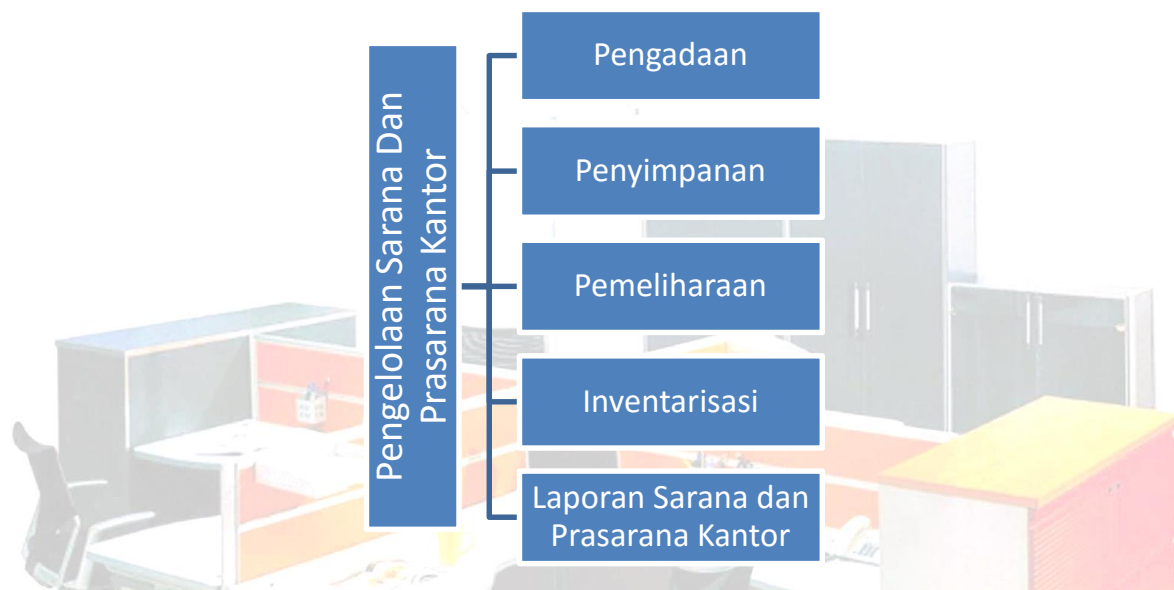 Pengelolaan Sarana Dan
Prasarana Kantor
Pengadaan
Penyimpanan
Pemeliharaan
Inventarisasi
Laporan Sarana dan
Prasarana Kantor